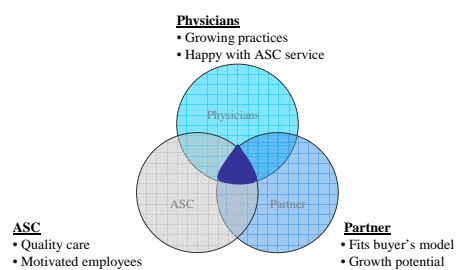 Physicians
• Growing practices
• Happy with ASC service
Physicians
ASC
Partner
ASC
• Quality care
• Motivated employees
Partner
• Fits buyer's model
• Growth potential